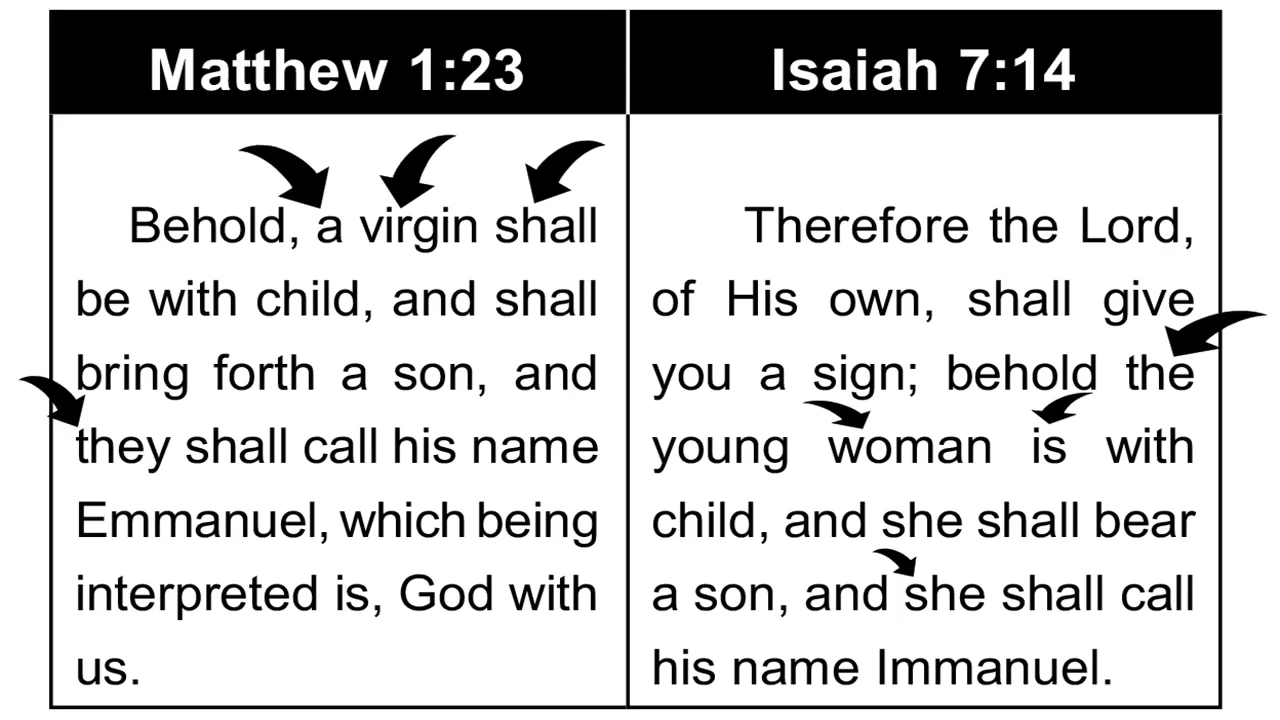 Matthew 1:23
Behold, a virgin shall
be with child, and shall
bring forth a son, and
they shall call his name
Emmanuel, which being
interpreted is, God with
us.
Isaiah 7:14
Therefore the Lord,
of His own, shall give
you a sign; behold the
young woman is with
child, and she shall bear
a son, and she shall call
his name Immanuel.